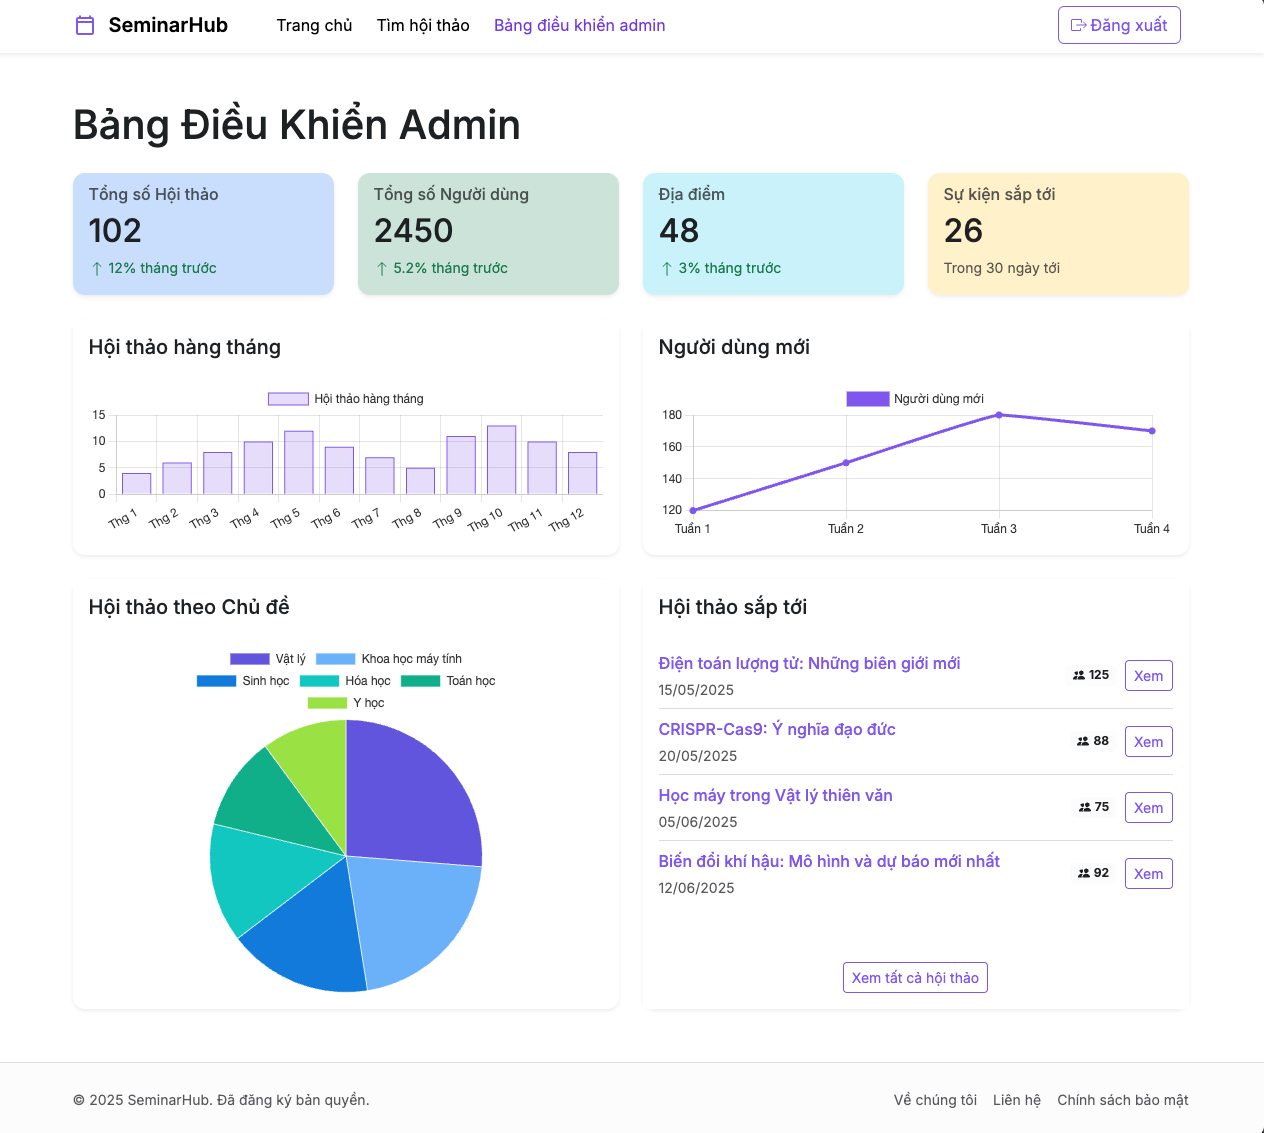 SeminarHub Trang chủ Tìm hội thảo Bảng điều khiển admin Đăng xuất
Bảng Điều Khiển Admin
Tổng số Hội thảo
102
↑ 12% tháng trước
Tổng số Người dùng
2450
↑ 5.2% tháng trước
Địa điểm
48
↑ 3% tháng trước
Sự kiện sắp tới
26
Trong 30 ngày tới
Hội thảo hàng tháng
Hội thảo hàng tháng
15
10
5
0
Thg 1 Thg 2 Thg 3 Thg 4 Thg 5 Thg 6 Thg 7 Thg 8 Thg 9 Thg 10 Thg 11 Thg 12
Người dùng mới
Người dùng mới
180
160
140
120
Tuần 1 Tuần 2 Tuần 3 Tuần 4
Hội thảo theo Chủ đề
Vật lý Khoa học máy tính
Sinh học Hóa học Toán học
Y học
Hội thảo sắp tới
Điện toán lượng tử: Những biên giới mới
15/05/2025
125 Xem
CRISPR-Cas9: Ý nghĩa đạo đức
20/05/2025
88 Xem
Học máy trong Vật lý thiên văn
05/06/2025
75 Xem
Biến đổi khí hậu: Mô hình và dự báo mới nhất
12/06/2025
92 Xem
Xem tất cả hội thảo
© 2025 SeminarHub. Đã đăng ký bản quyền. Về chúng tôi Liên hệ Chính sách bảo mật